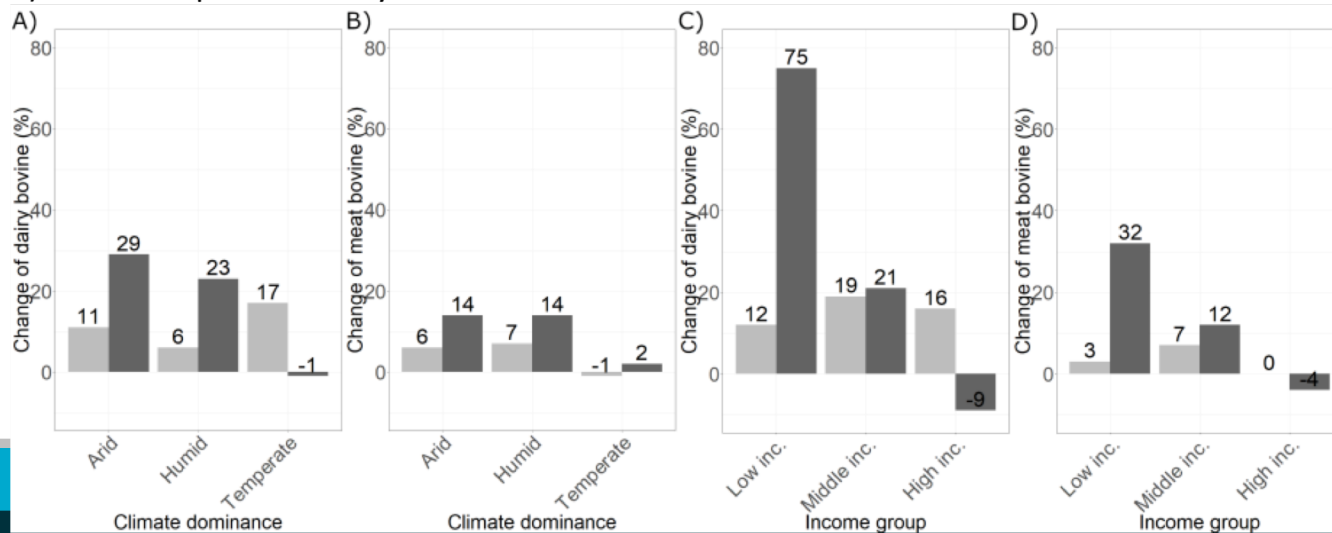 A)
Change of dairy bovine (%)
80
60
40
20
0
11
29
6
23
17
-1
Arid
Humid
Temperate
Climate dominance
B)
Change of meat bovine (%)
80
60
40
20
0
6
14
7
14
-1
2
Arid
Humid
Temperate
Climate dominance
C)
Change of dairy bovine (%)
80
60
40
20
0
12
75
19
21
16
-9
Low inc.
Middle inc.
High inc.
Income group
D)
Change of meat bovine (%)
80
60
40
20
0
3
32
7
12
0
-4
Low inc.
Middle inc.
High inc.
Income group